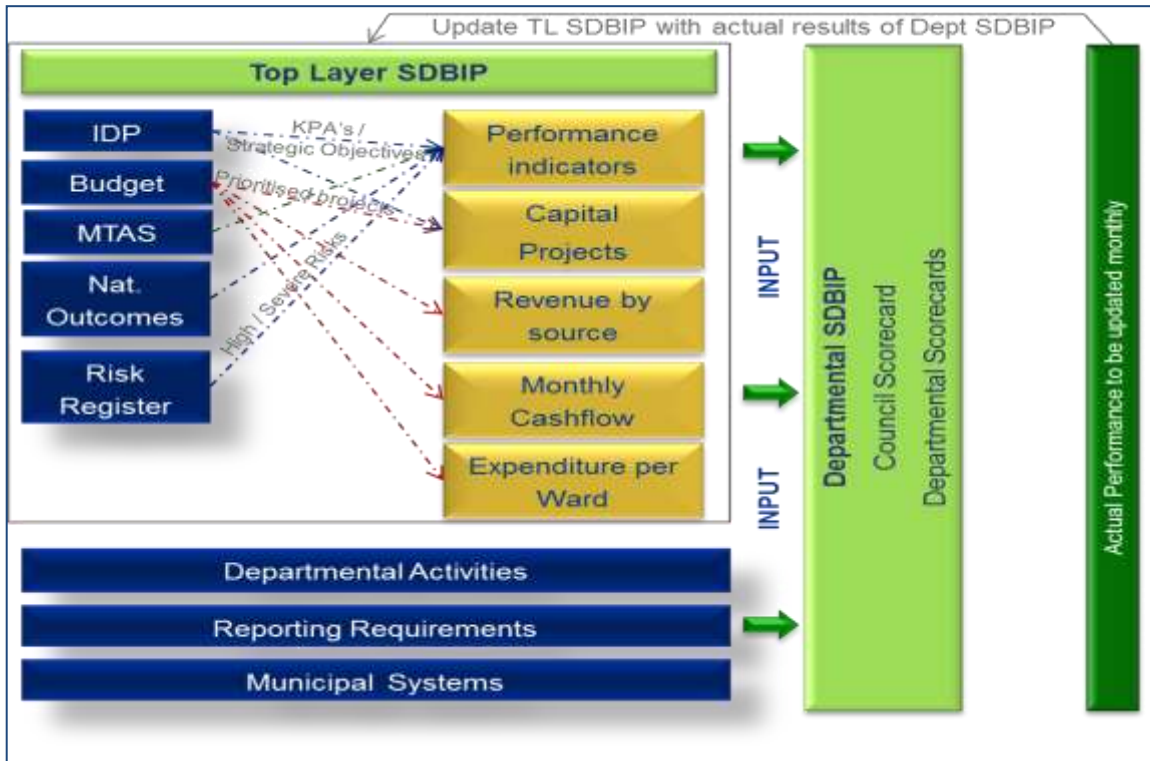 Update TL SDBIP with actual results of Dept SDBIP
Top Layer SDBIP
IDP
Budget
MTAS
Nat.
Outcomes
Risk
Register
KPA's /
Strategic Objectives
Prioritised projects
High / Severe Risks
Performance
indicators
Capital
Projects
Revenue by
source
Monthly
Cashflow
Expenditure per
Ward
INPUT
INPUT
Departmental SDBIP
Council Scorecard
Departmental Scorecards
Actual Performance to be updated monthly
Departmental Activities
Reporting Requirements
Municipal Systems